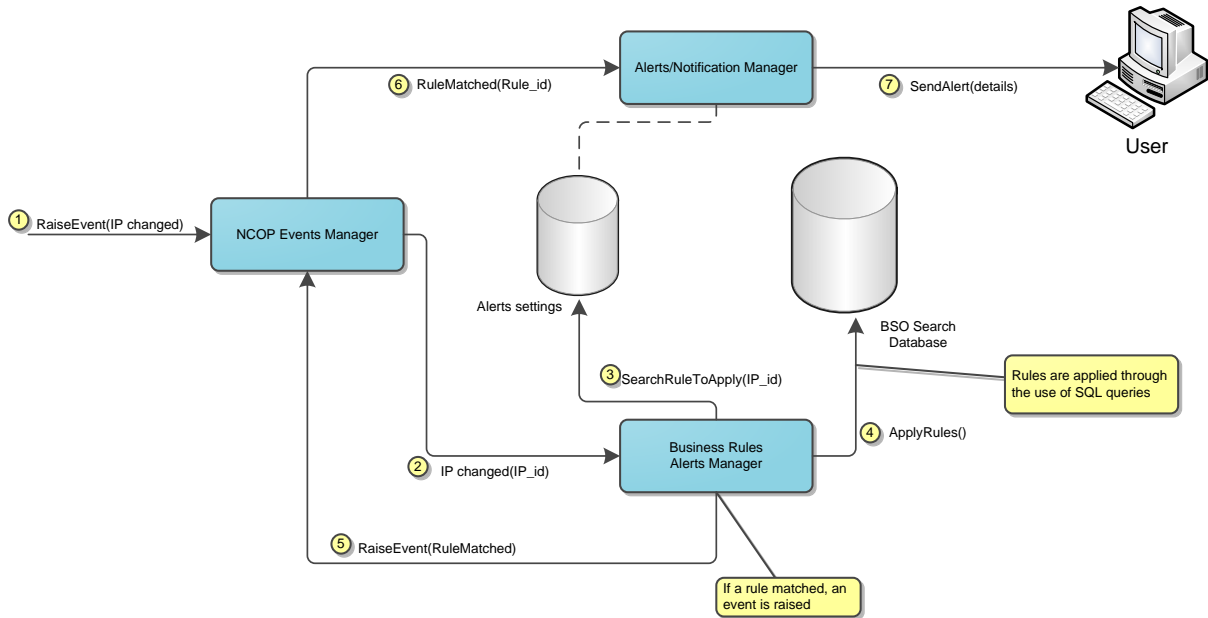 Alerts/Notification Manager
6
RuleMatched(Rule_id)
7
SendAlert(details)
User
1
RaiseEvent(IP changed)
NCOP Events Manager
Alerts settings
BSO Search
Database
3
SearchRuleToApply(IP_id)
Rules are applied through
the use of SQL queries
4
ApplyRules()
Business Rules
Alerts Manager
2
IP changed(IP_id)
5
RaiseEvent(RuleMatched)
If a rule matched, an
event is raised